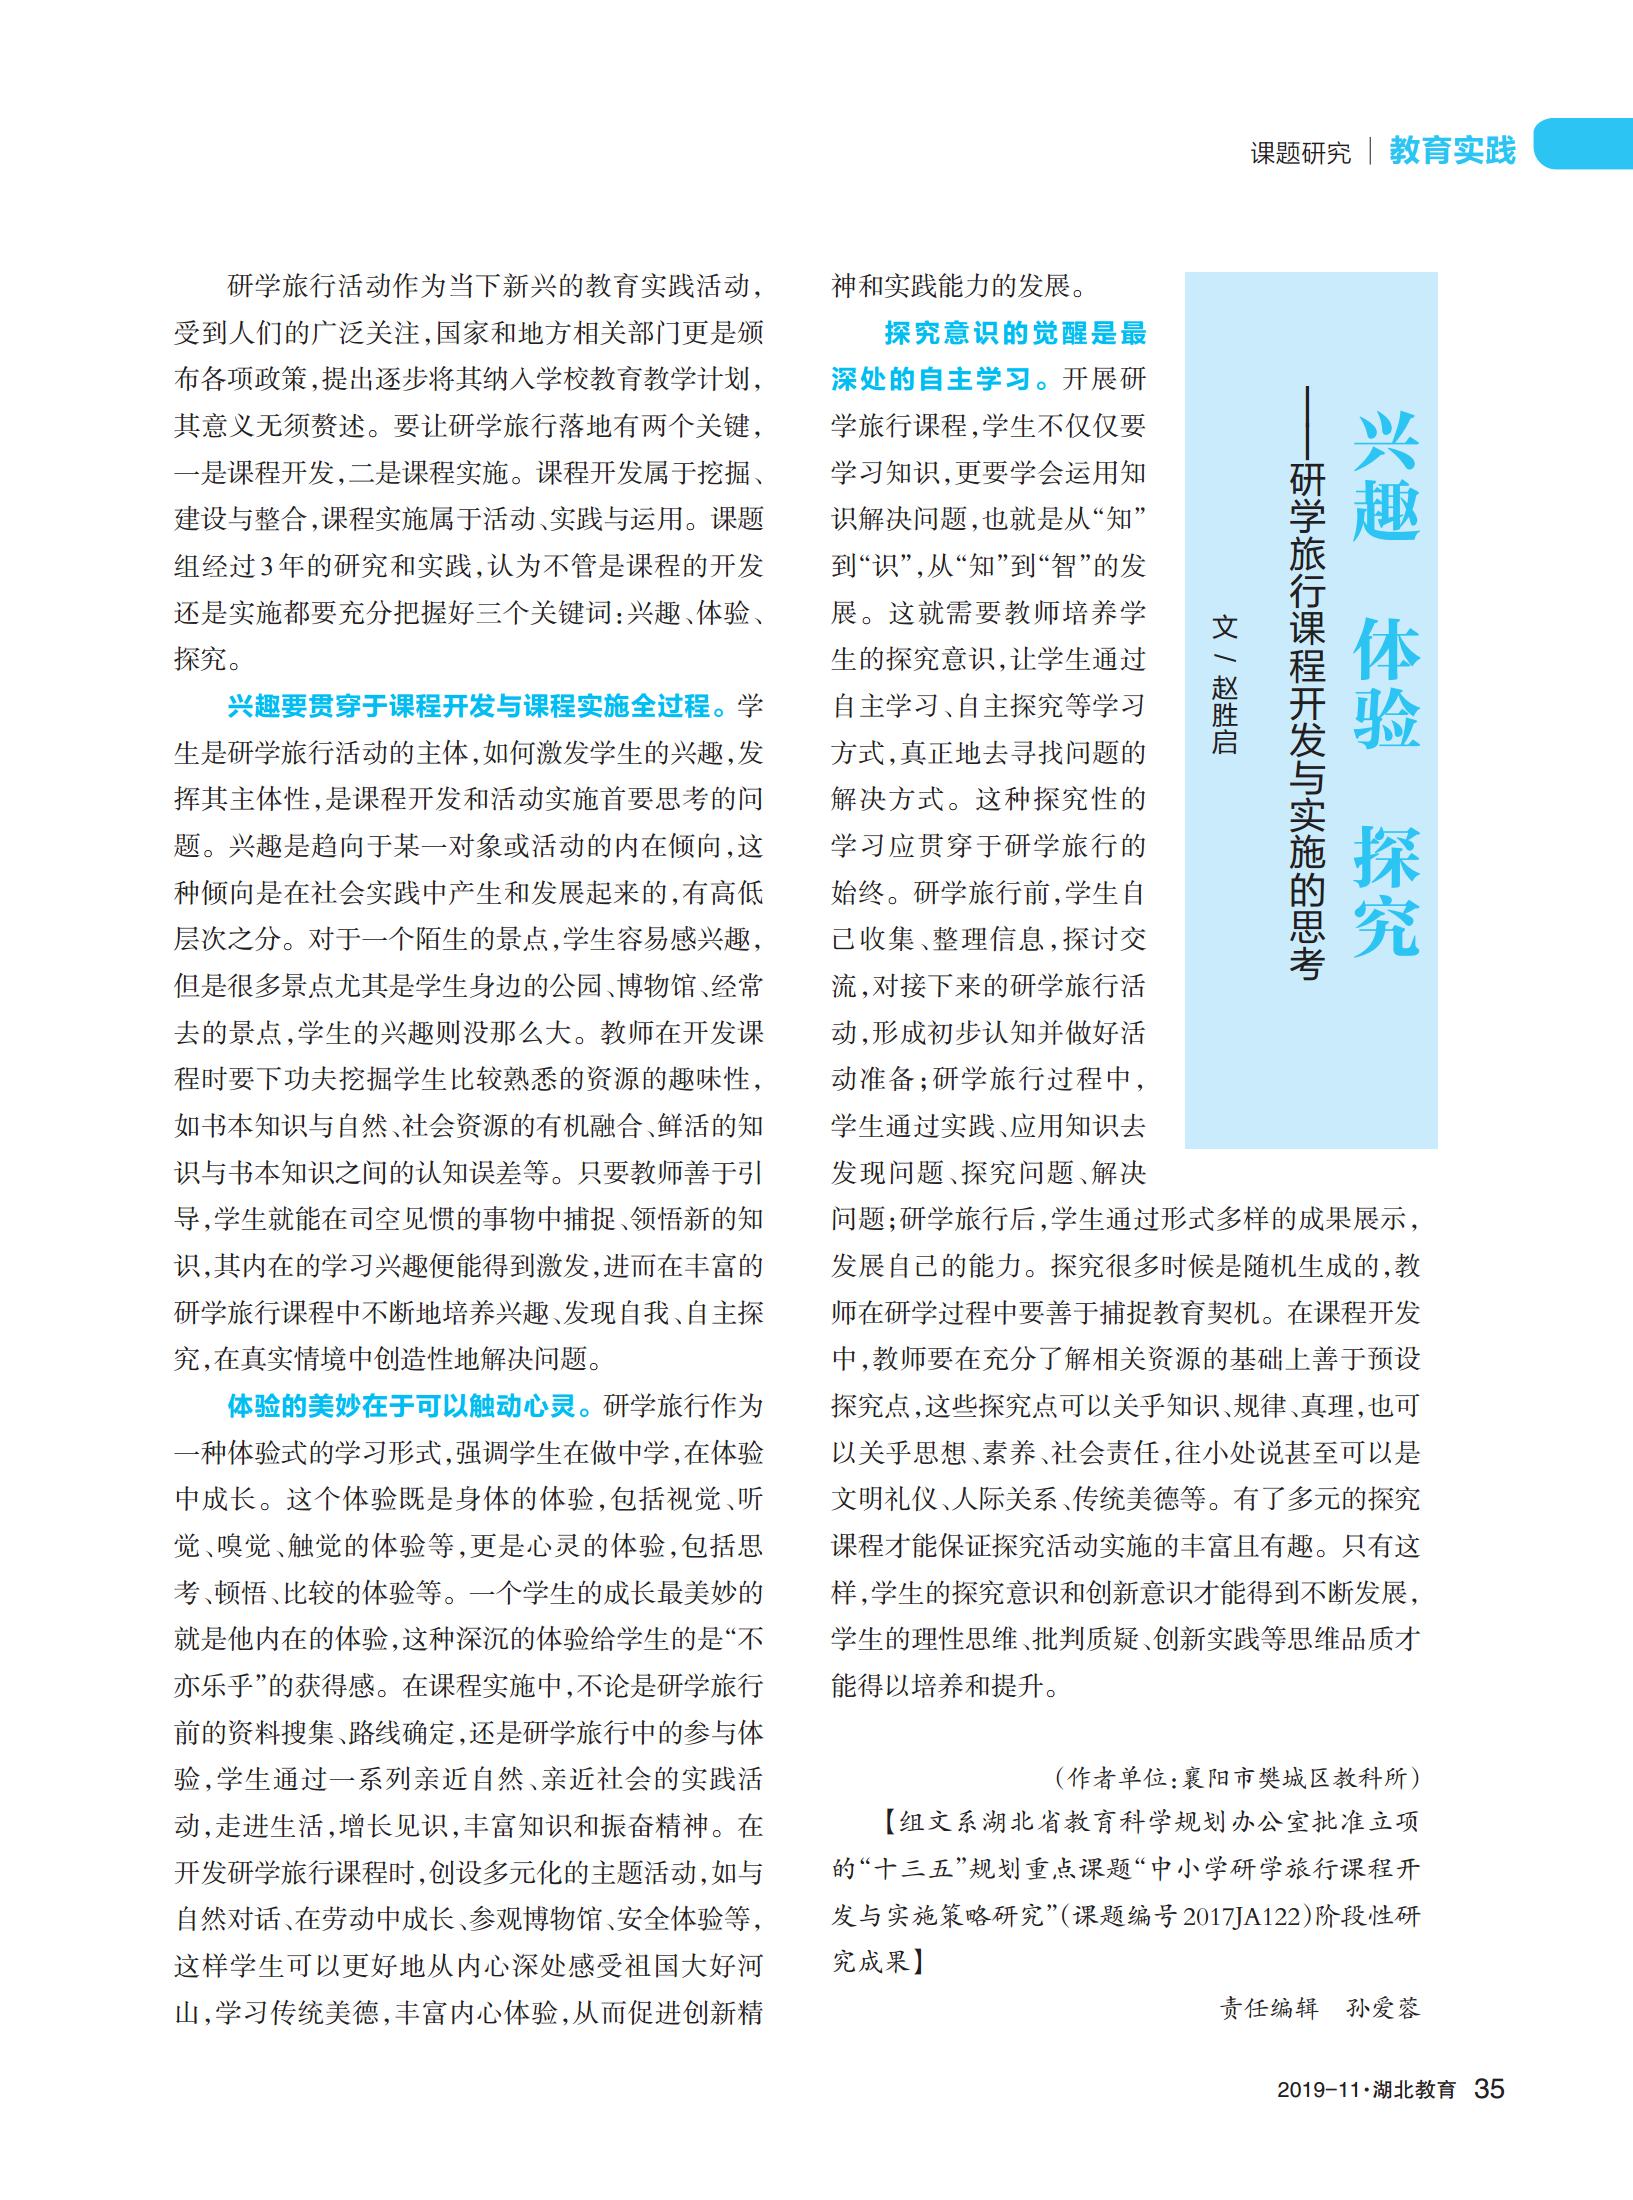 课题研究 | 教育实践
兴趣 体验 探究
——研学旅行课程开发与实施的思考
文 / 赵胜启
研学旅行活动作为当下新兴的教育实践活动，
受到人们的广泛关注，国家和地方相关部门更是颁
布各项政策，提出逐步将其纳入学校教育教学计划，
其意义无须赘述。要让研学旅行落地有两个关键，
一是课程开发，二是课程实施。课程开发属于挖掘、
建设与整合，课程实施属于活动、实践与运用。课题
组经过3年的研究和实践，认为不管是课程的开发
还是实施都要充分把握好三个关键词：兴趣、体验、
探究。
兴趣要贯穿于课程开发与课程实施全过程。学
生是研学旅行活动的主体，如何激发学生的兴趣，发
挥其主体性，是课程开发和活动实施首要思考的问
题。兴趣是趋向于某一对象或活动的内在倾向，这
种倾向是在社会实践中产生和发展起来的，有高低
层次之分。对于一个陌生的景点，学生容易感兴趣，
但是很多景点尤其是学生身边的公园、博物馆、经常
去的景点，学生的兴趣则没那么大。教师在开发课
程时要下功夫挖掘学生比较熟悉的资源的趣味性，
如书本知识与自然、社会资源的有机融合、鲜活的知
识与书本知识之间的认知误差等。只要教师善于引
导，学生就能在司空见惯的事物中捕捉、领悟新的知
识，其内在的学习兴趣便能得到激发，进而在丰富的
研学旅行课程中不断地培养兴趣、发现自我、自主探
究，在真实情境中创造性地解决问题。
体验的美妙在于可以触动心灵。研学旅行作为
一种体验式的学习形式，强调学生在做中学，在体验
中成长。这个体验既是身体的体验，包括视觉、听
觉、嗅觉、触觉的体验等，更是心灵的体验，包括思
考、顿悟、比较的体验等。一个学生的成长最美妙的
就是他内在的体验，这种深沉的体验给学生的是“不
亦乐乎”的获得感。在课程实施中，不论是研学旅行
前的资料搜集、路线确定，还是研学旅行中的参与体
验，学生通过一系列亲近自然、亲近社会的实践活
动，走进生活，增长见识，丰富知识和振奋精神。在
开发研学旅行课程时，创设多元化的主题活动，如与
自然对话、在劳动中成长、参观博物馆、安全体验等，
这样学生可以更好地从内心深处感受祖国大好河
山，学习传统美德，丰富内心体验，从而促进创新精
神和实践能力的发展。
探究意识的觉醒是最
深处的自主学习。开展研
学旅行课程，学生不仅仅要
学习知识，更要学会运用知
识解决问题，也就是从“知”
到“识”，从“知”到“智”的发
展。这就需要教师培养学
生的探究意识，让学生通过
自主学习、自主探究等学习
方式，真正地去寻找问题的
解决方式。这种探究性的
学习应贯穿于研学旅行的
始终。研学旅行前，学生自
己收集、整理信息，探讨交
流，对接下来的研学旅行活
动，形成初步认知并做好活
动准备；研学旅行过程中，
学生通过实践、应用知识去
发现问题、探究问题、解决
问题；研学旅行后，学生通过形式多样的成果展示，
发展自己的能力。探究很多时候是随机生成的，教
师在研学过程中要善于捕捉教育契机。在课程开发
中，教师要在充分了解相关资源的基础上善于预设
探究点，这些探究点可以关乎知识、规律、真理，也可
以关乎思想、素养、社会责任，往小处说甚至可以是
文明礼仪、人际关系、传统美德等。有了多元的探究
课程才能保证探究活动实施的丰富且有趣。只有这
样，学生的探究意识和创新意识才能得到不断发展，
学生的理性思维、批判质疑、创新实践等思维品质才
能得以培养和提升。
（作者单位：襄阳市樊城区教科所）
【组文系湖北省教育科学规划办公室批准立项
的“十三五”规划重点课题“中小学研学旅行课程开
发与实施策略研究”（课题编号2017JA122）阶段性研
究成果】
责任编辑 孙爱蓉
2019-11·湖北教育 35